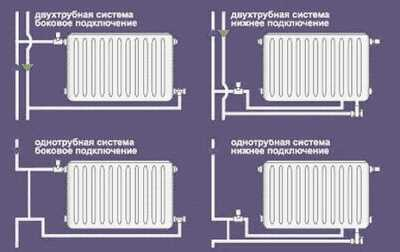 двухтрубная система
боковое подключение
двухтрубная система
нижнее подключение
однотрубная система
боковое подключение
однотрубная система
нижнее подключение